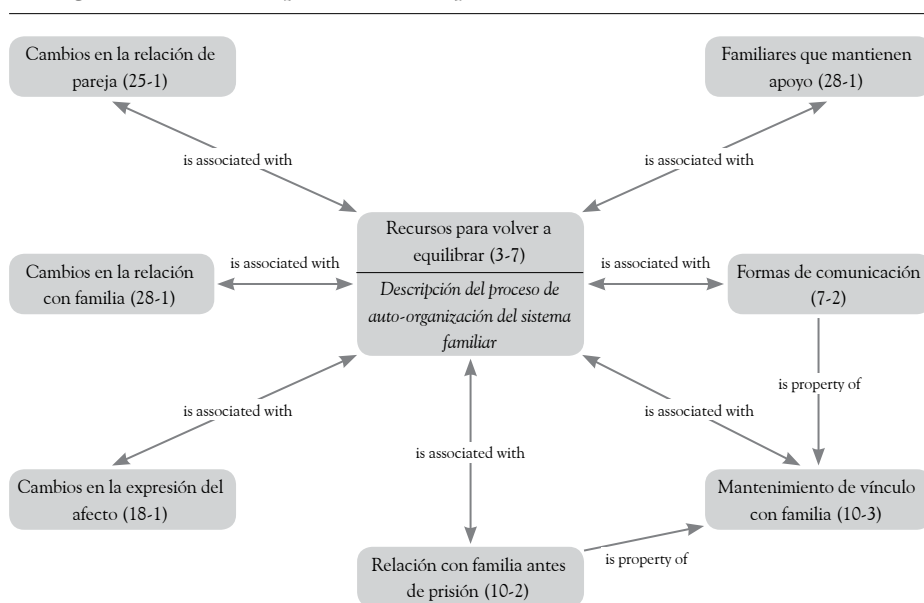 Cambios en la relación de
pareja (25-1)
Familiares que mantienen
apoyo (28-1)
is associated with
is associated with
Recursos para volver a
equilibrar (3-7)
Descripción del proceso de
auto-organización del sistema
familiar
Cambios en la relación
con familia (28-1)
is associated with
is associated with
Formas de comunicación
(7-2)
is property of
is associated with
is associated with
is associated with
Cambios en la expresión del
afecto (18-1)
Mantenimiento de vínculo
con familia (10-3)
Relación con familia antes
de prisión (10-2)
is property of